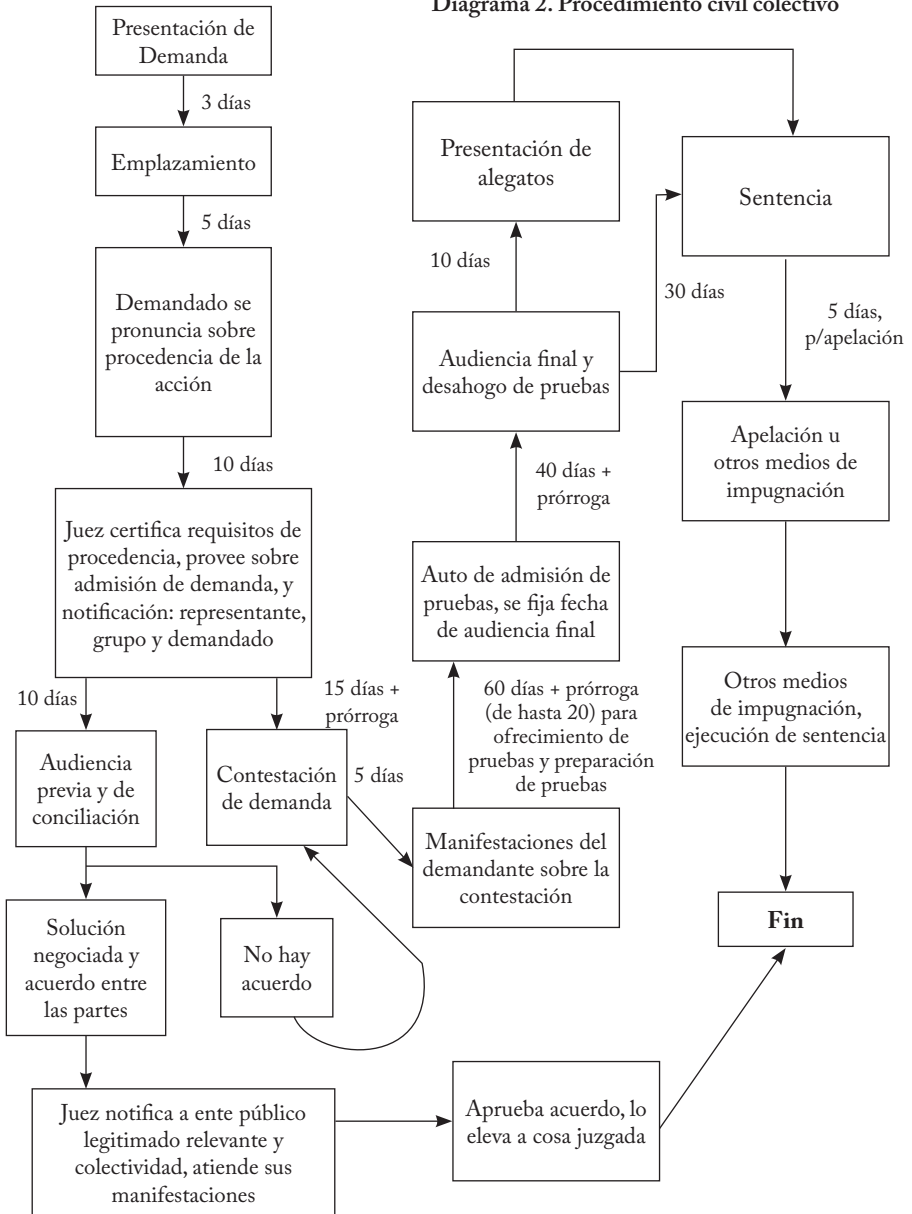 Diagrama 2. Procedimiento civil colectivo
Presentación de
Demanda
3 días
Emplazamiento
5 días
Demandado se
pronuncia sobre
procedencia de la
acción
10 días
Juez certifica requisitos de
procedencia, provee sobre
admisión de demanda, y
notificación: representante,
grupo y demandado
10 días
15 días +
prórroga
Audiencia
previa y de
conciliación
Contestación
de demanda
5 días
Solución
negociada y
acuerdo entre
las partes
No hay
acuerdo
Juez notifica a ente público
legitimado relevante y
colectividad, atiende sus
manifestaciones
Aprueba acuerdo, lo
eleva a cosa juzgada
Manifestaciones del
demandante sobre la
contestación
60 días + prórroga
(de hasta 20) para
ofrecimiento de
pruebas y preparación
de pruebas
Auto de admisión de
pruebas, se fija fecha
de audiencia final
40 días +
prórroga
Audiencia final y
desahogo de pruebas
10 días
30 días
Presentación de
alegatos
Sentencia
5 días,
p/apelación
Apelación u
otros medios de
impugnación
Otros medios
de impugnación,
ejecución de sentencia
Fin